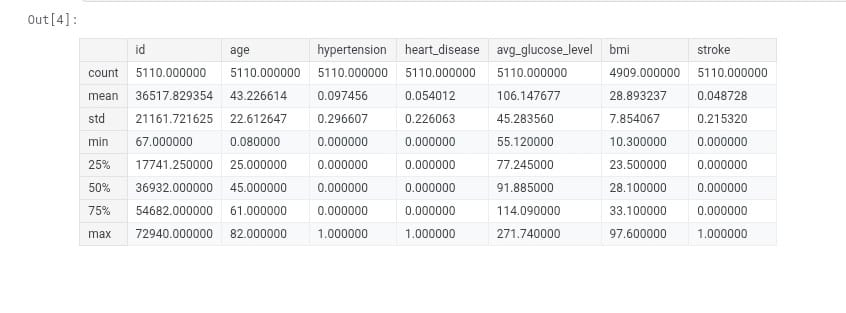 Out[4]:
id age hypertension heart_disease avg_glucose_level bmi stroke
count 5110.000000 5110.000000 5110.000000 5110.000000 5110.000000 4909.000000 5110.000000
mean 36517.829354 43.226614 0.097456 0.054012 106.147677 28.893237 0.048728
std 21161.721625 22.612647 0.296607 0.226063 45.283560 7.854067 0.215320
min 67.000000 0.080000 0.000000 0.000000 55.120000 10.300000 0.000000
25% 17741.250000 25.000000 0.000000 0.000000 77.245000 23.500000 0.000000
50% 36932.000000 45.000000 0.000000 0.000000 91.885000 28.100000 0.000000
75% 54682.000000 61.000000 0.000000 0.000000 114.090000 33.100000 0.000000
max 72940.000000 82.000000 1.000000 1.000000 271.740000 97.600000 1.000000